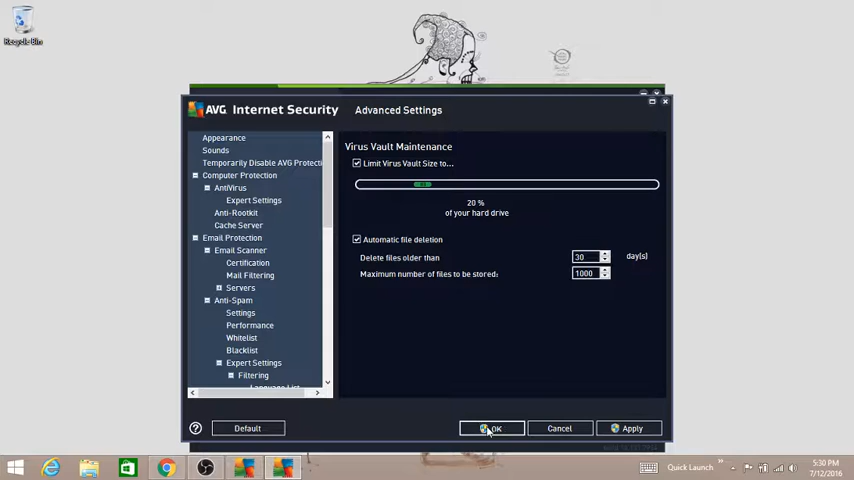 Recycle Bin
AVG Internet Security Advanced Settings
Appearance
Sounds
Temporarily Disable AVG Protecti
Computer Protection
AntiVirus
Expert Settings
Anti-Rootkit
Cache Server
Email Protection
Email Scanner
Certification
Mail Filtering
Servers
Anti-Spam
Settings
Performance
Whitelist
Blacklist
Expert Settings
Filtering
Language List
Virus Vault Maintenance
Limit Virus Vault Size to...
20 %
of your hard drive
Automatic file deletion
Delete files older than 30 day(s)
Maximum number of files to be stored: 1000
Default OK Cancel Apply
Quick Launch
5:30 PM
7/12/2016